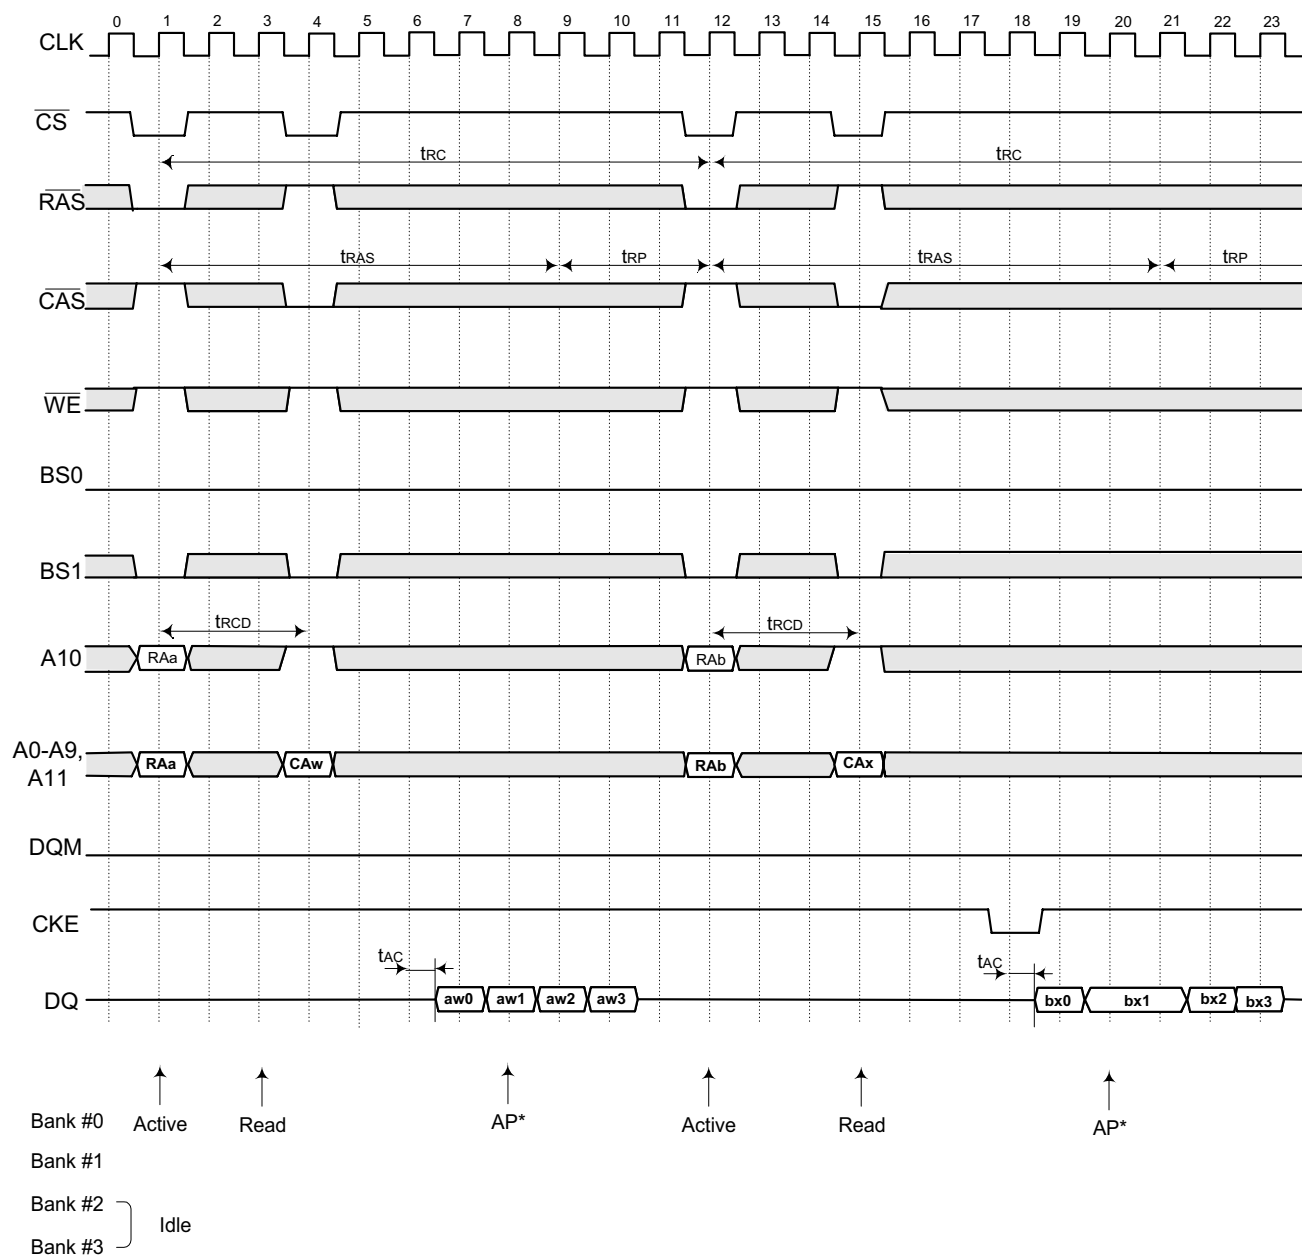 0 1 2 3 4 5 6 7 8 9 10 11 12 13 14 15 16 17 18 19 20 21 22 23
CLK
CS
tRC tRC
RAS
tRAS tRP tRAS tRP
CAS
WE
BS0
BS1
tRCD tRCD
A10 RAa RAb
A0-A9,
A11 RAa CAw RAb CAx
DQM
CKE
tAC tAC
DQ aw0 aw1 aw2 aw3 bx0 bx1 bx2 bx3
Bank #0 Active Read AP* Active Read AP*
Bank #1
Bank #2
Idle
Bank #3